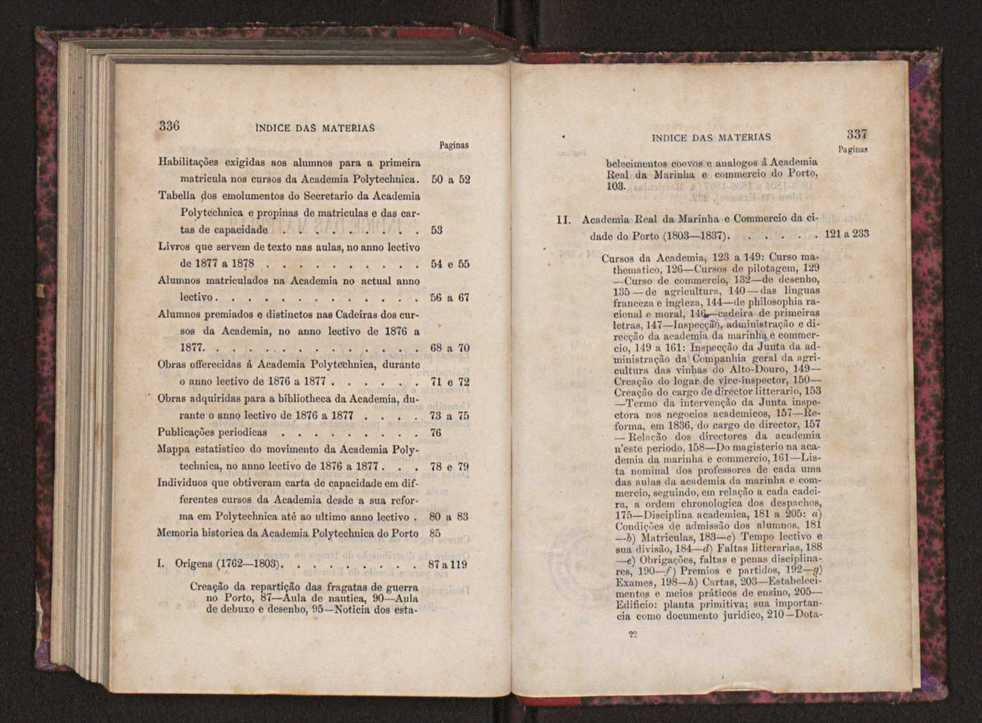 336 INDICE DAS MATERIAS
Paginas
Habilitações exigidas aos alumnos para a primeira
matricula nos cursos da Academia Polytechnica. 50 a 52
Tabella dos emolumentos do Secretario da Academia
Polytechnica e propinas de matriculas e das car-
tas de capacidade . . . . . . . . . 53
Livros que servem de texto nas aulas, no anno lectivo
de 1877 a 1878 . . . . . . . . . . 54 e 55
Alumnos matriculados na Academia no actual anno
lectivo. . . . . . . . . . . . . . 56 a 67
Alumnos premiados e distinctos nas Cadeiras dos cur-
sos da Academia, no anno lectivo de 1876 a
1877. . . . . . . . . . . . . . 68 a 70
Obras offerecidas á Academia Polytechnica, durante
o anno lectivo de 1876 a 1877 . . . . . . 71 e 72
Obras adquiridas para a bibliotheca da Academia, du-
rante o anno lectivo de 1876 a 1877 . . . . 73 a 75
Publicações periodicas . . . . . . . . . 76
Mappa estatistico do movimento da Academia Poly-
technica, no anno lectivo de 1876 a 1877 . . . 78 e 79
Individuos que obtiveram carta de capacidade em dif-
ferentes cursos da Academia desde a sua refor-
ma em Polytechnica até ao ultimo anno lectivo . 80 a 83
Memoria historica da Academia Polytechnica do Porto 85
I. Origens (1762—1803). . . . . . . . . 87 a 119
Creação da repartição das fragatas de guerra
no Porto, 87—Aula de nautica, 90—Aula
de debuxo e desenho, 95—Noticia dos esta-
INDICE DAS MATERIAS 337
Paginas
belecimentos coevos e analogos á Academia
Real da Marinha e commercio do Porto,
103.
II. Academia Real da Marinha e Commercio da ci-
dade do Porto (1803—1837). . . . . . 121 a 233
Cursos da Academia, 123 a 149: Curso ma-
thematico, 126—Cursos de pilotagem, 129
—Curso de commercio, 132—de desenho,
135—de agricultura, 140—das linguas
franceza e ingleza, 144—de philosophia ra-
cional e moral, 146—cadeira de primeiras
letras, 147—Inspecção, administração e di-
recção da academia da marinha e commer-
cio, 149 a 161: Inspecção da Junta da ad-
ministração da Companhia geral da agri-
cultura das vinhas do Alto-Douro, 149—
Creação do logar de vice-inspector, 150—
Creação do cargo de director litterario, 153
—Termo da intervenção da Junta inspe-
ctora nos negocios academicos, 157—Re-
forma, em 1836, do cargo de director, 157
—Relação dos directores da academia
n'este periodo, 158—Do magisterio na aca-
demia da marinha e commercio, 161—Lis-
ta nominal dos professores de cada uma
das aulas da academia da marinha e com-
mercio, seguindo, em relação a cada cadei-
ra, a ordem chronologica dos despachos,
175—Disciplina academica, 181 a 205: a)
Condições de admissão dos alumnos, 181
—b) Matriculas, 183—c) Tempo lectivo e
sua divisão, 184—d) Faltas litterarias, 188
—e) Obrigações, faltas e penas disciplina-
res, 190—f) Premios e partidos, 192—g)
Exames, 198—h) Cartas, 203—Estabeleci-
mentos e meios práticos de ensino, 205—
Edificio: planta primitiva; sua importan-
cia como documento juridico, 210—Dota-
22